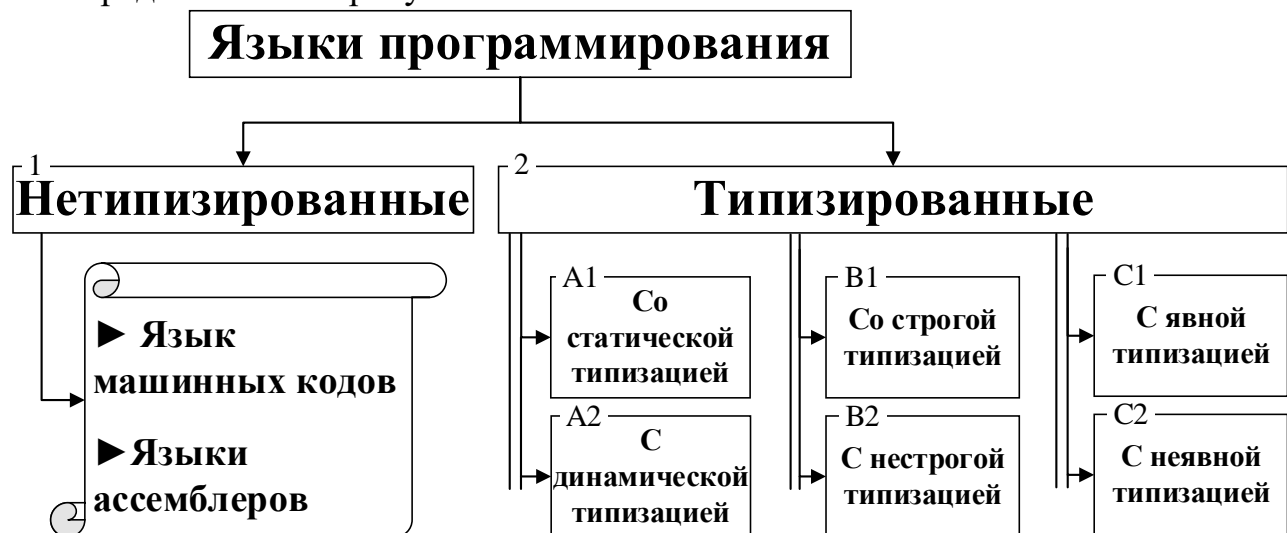 Языки программирования
1
Нетипизированные
► Язык
машинных кодов
►Языки
ассемблеров
2
Типизированные
A1
Со
статической
типизацией
A2
С
динамической
типизацией
B1
Со строгой
типизацией
B2
С нестрогой
типизацией
C1
С явной
типизацией
C2
С неявной
типизацией